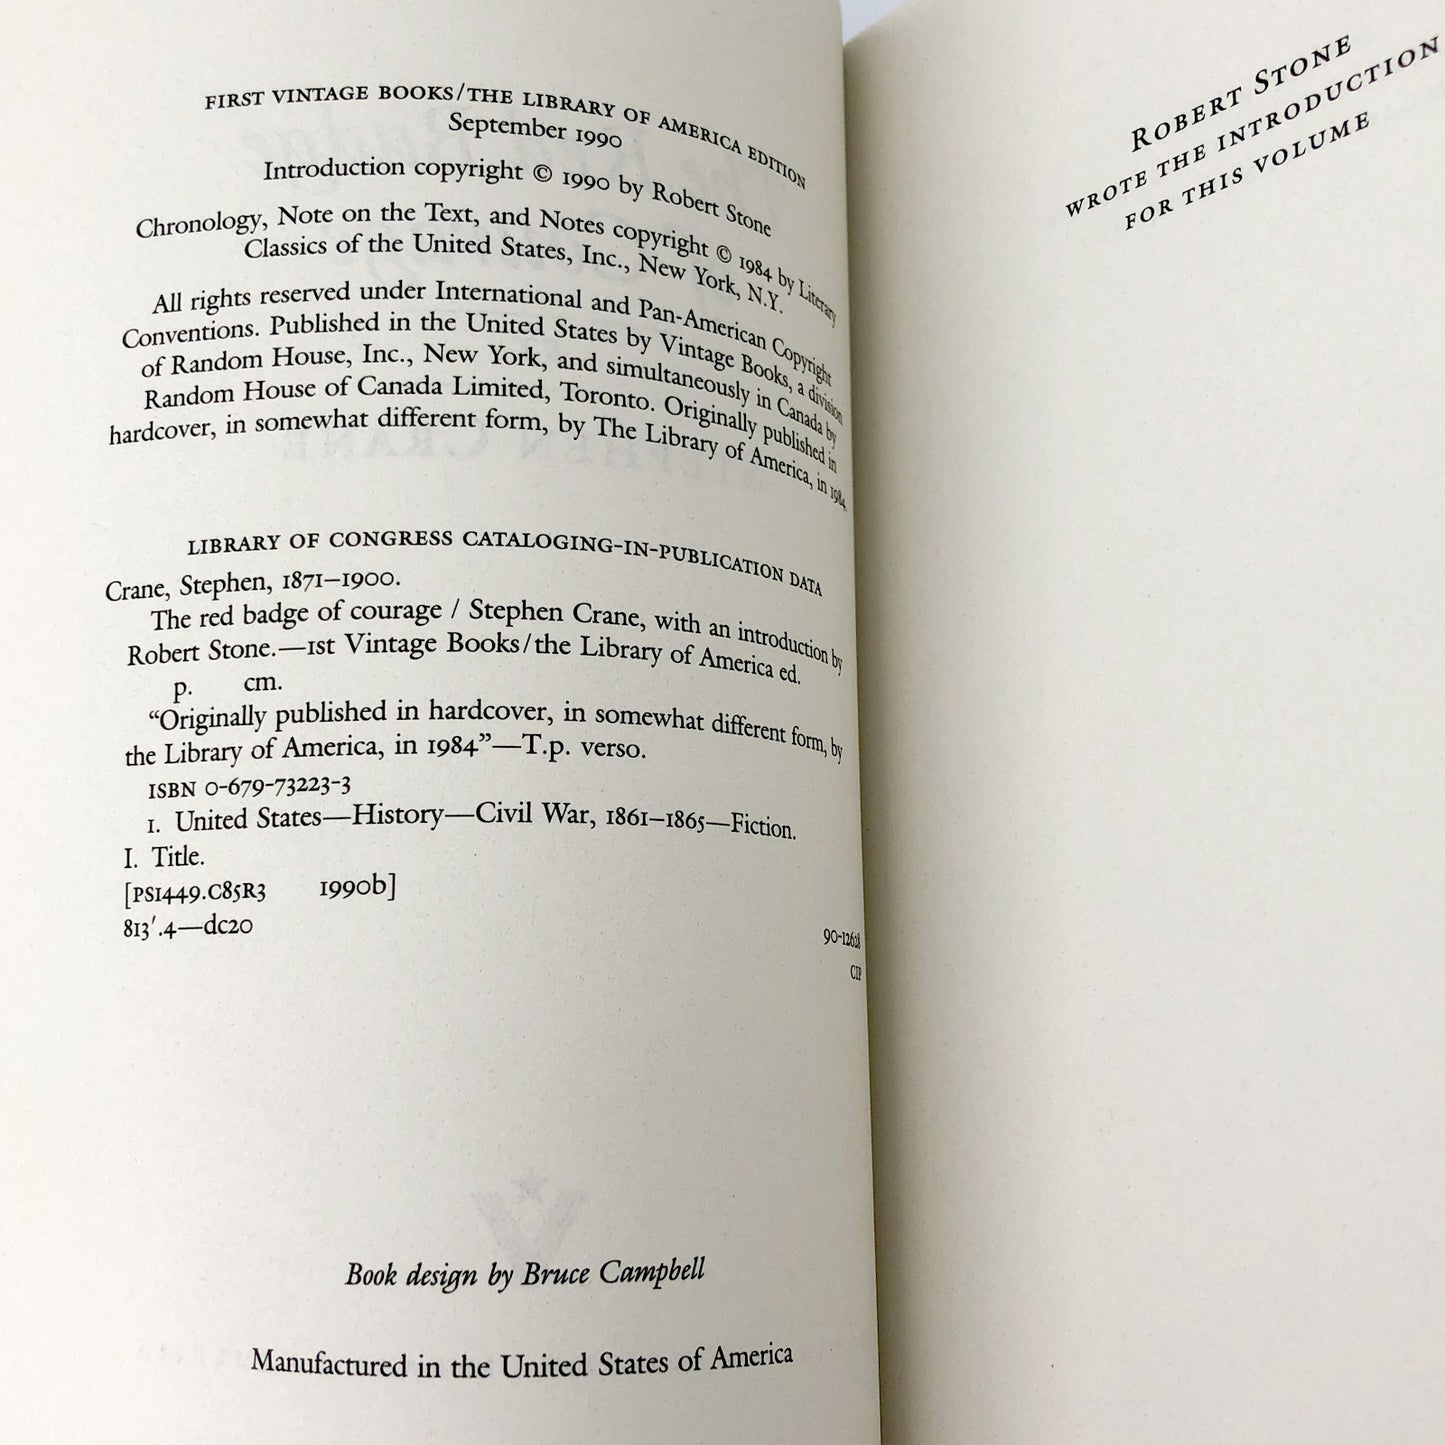 FIRST VINTAGE BOOKS/THE LIBRARY OF AMERICA EDITION
September 1990
Introduction copyright © 1990 by Robert Stone
Chronology, Note on the Text, and Notes copyright © 1984 by Literary
Classics of the United States, Inc., New York, N.Y.
All rights reserved under International and Pan-American Copyright
Conventions. Published in the United States by Vintage Books, a division
of Random House, Inc., New York, and simultaneously in Canada by
Random House of Canada Limited, Toronto. Originally published in
hardcover, in somewhat different form, by The Library of America, in 1984.
LIBRARY OF CONGRESS CATALOGING-IN-PUBLICATION DATA
Crane, Stephen, 1871–1900.
The red badge of courage / Stephen Crane, with an introduction by
Robert Stone.—1st Vintage Books/the Library of America ed.
p. cm.
“Originally published in hardcover, in somewhat different form, by
the Library of America, in 1984”—T.p. verso.
ISBN 0-679-73223-3
1. United States—History—Civil War, 1861–1865—Fiction.
I. Title.
[PS1449.C85R3 1990b]
813′.4—dc20
90-12628
CIP
Book design by Bruce Campbell
Manufactured in the United States of America
ROBERT STONE
WROTE THE INTRODUCTION
FOR THIS VOLUME